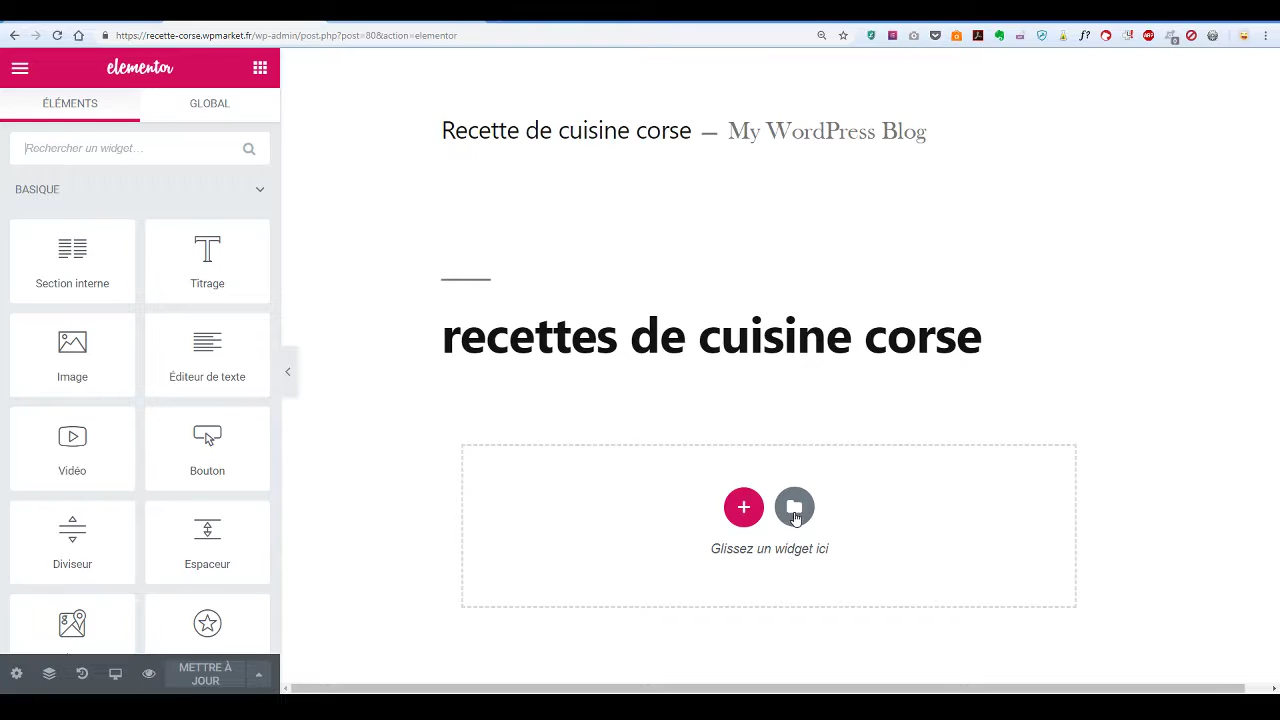 https://recette-corse.wpmarket.fr/wp-admin/post.php?post=80&action=elementor
elementor
ÉLÉMENTS
GLOBAL
Rechercher un widget...
BASIQUE
Section interne
Titrage
Image
Éditeur de texte
Vidéo
Bouton
Diviseur
Espaceur
METTRE À
JOUR
Recette de cuisine corse — My WordPress Blog
recettes de cuisine corse
Glissez un widget ici